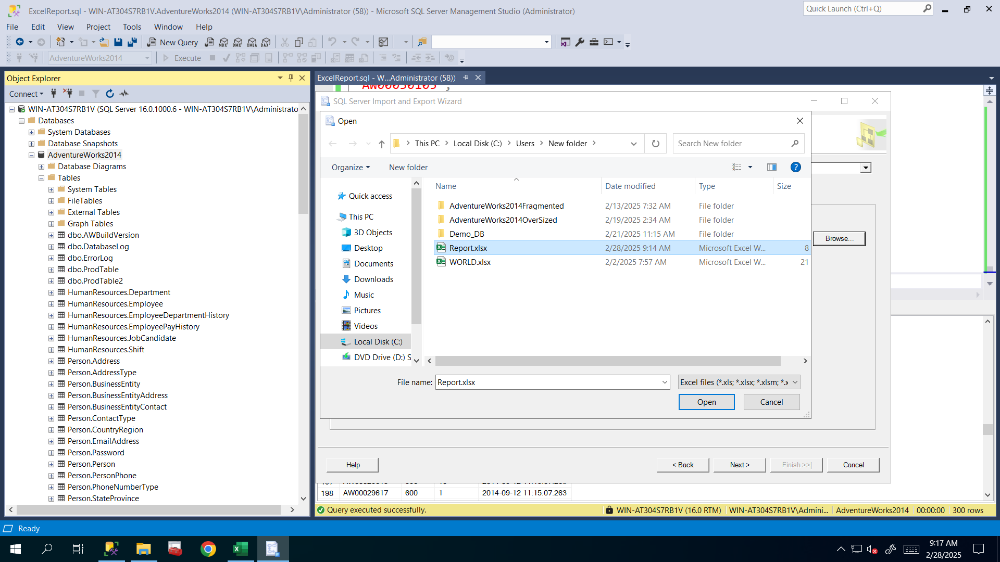 ExcelReport.sql - WIN-AT304S7RB1V.AdventureWorks2014 (WIN-AT304S7RB1V\Administrator (58)) - Microsoft SQL Server Management Studio (Administrator)
Quick Launch (Ctrl+Q)
File Edit View Project Tools Window Help
New Query MDX DMX XMLA DAX
AdventureWorks2014 Execute
Object Explorer
ExcelReport.sql - W...Administrator (58))
Connect
WIN-AT304S7RB1V (SQL Server 16.0.1000.6 - WIN-AT304S7RB1V\Administrato
Databases
System Databases
Database Snapshots
AdventureWorks2014
Database Diagrams
Tables
System Tables
FileTables
External Tables
Graph Tables
dbo.AWBuildVersion
dbo.DatabaseLog
dbo.ErrorLog
dbo.ProdTable
dbo.ProdTable2
HumanResources.Department
HumanResources.Employee
HumanResources.EmployeeDepartmentHistory
HumanResources.EmployeePayHistory
HumanResources.JobCandidate
HumanResources.Shift
Person.Address
Person.AddressType
Person.BusinessEntity
Person.BusinessEntityAddress
Person.BusinessEntityContact
Person.ContactType
Person.CountryRegion
Person.EmailAddress
Person.Password
Person.Person
Person.PersonPhone
Person.PhoneNumberType
Person.StateProvince
SQL Server Import and Export Wizard
Open
This PC Local Disk (C:) Users New folder
Search New folder
Organize New folder
Quick access
This PC
3D Objects
Desktop
Documents
Downloads
Music
Pictures
Videos
Local Disk (C:)
DVD Drive (D:) S
Name Date modified Type Size
AdventureWorks2014Fragmented 2/13/2025 7:32 AM File folder
AdventureWorks2014OverSized 2/19/2025 2:34 AM File folder
Demo_DB 2/21/2025 11:15 AM File folder
Report.xlsx 2/28/2025 9:14 AM Microsoft Excel W... 8
WORLD.xlsx 2/2/2025 7:57 AM Microsoft Excel W... 21
File name: Report.xlsx
Excel files (*.xls; *.xlsx; *.xlsm; *.x
Open Cancel
Browse...
Help < Back Next > Finish >>| Cancel
198 AW00029617 600 1 2014-09-12 11:15:07.263
Query executed successfully. WIN-AT304S7RB1V (16.0 RTM) WIN-AT304S7RB1V\Admini... AdventureWorks2014 00:00:00 300 rows
Ready
9:17 AM
2/28/2025